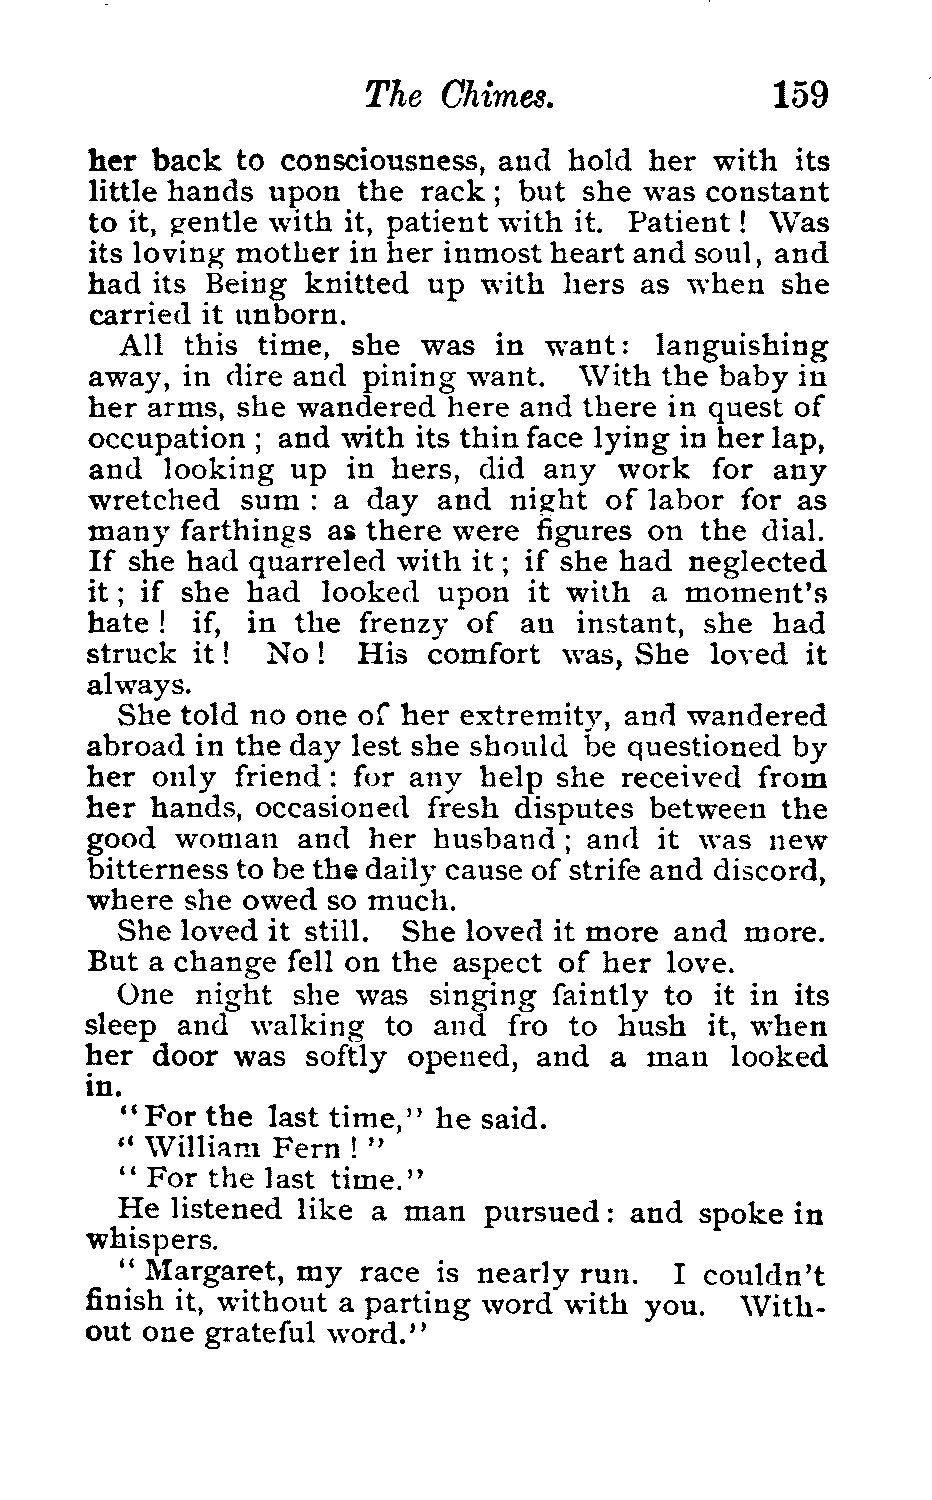 The Chimes. 159
her back to consciousness, and hold her with its
little hands upon the rack ; but she was constant
to it, gentle with it, patient with it. Patient ! Was
its loving mother in her inmost heart and soul, and
had its Being knitted up with hers as when she
carried it unborn.
All this time, she was in want : languishing
away, in dire and pining want. With the baby in
her arms, she wandered here and there in quest of
occupation ; and with its thin face lying in her lap,
and looking up in hers, did any work for any
wretched sum : a day and night of labor for as
many farthings as there were figures on the dial.
If she had quarreled with it ; if she had neglected
it ; if she had looked upon it with a moment's
hate ! if, in the frenzy of an instant, she had
struck it ! No ! His comfort was, She loved it
always.
She told no one of her extremity, and wandered
abroad in the day lest she should be questioned by
her only friend : for any help she received from
her hands, occasioned fresh disputes between the
good woman and her husband ; and it was new
bitterness to be the daily cause of strife and discord,
where she owed so much.
She loved it still. She loved it more and more.
But a change fell on the aspect of her love.
One night she was singing faintly to it in its
sleep and walking to and fro to hush it, when
her door was softly opened, and a man looked
in.
" For the last time," he said.
" William Fern ! "
" For the last time."
He listened like a man pursued : and spoke in
whispers.
" Margaret, my race is nearly run. I couldn't
finish it, without a parting word with you. With-
out one grateful word."